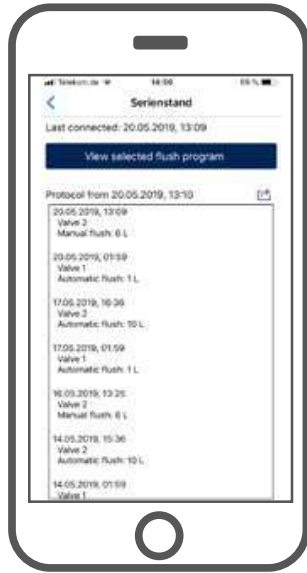 Telekom.de
14:06
Serienstand
Last connected: 20.05.2019, 13:09
View selected flush program
Protocol from 20.05.2019, 13:10
20.05.2019, 13:09
Valve 2
Manual flush: 6 L
20.05.2019, 01:59
Valve 1
Automatic flush: 1 L
17.05.2019, 16:36
Valve 2
Automatic flush: 10 L
17.05.2019, 01:59
Valve 1
Automatic flush: 1 L
16.05.2019, 13:25
Valve 2
Manual flush: 6 L
14.05.2019, 15:36
Valve 2
Automatic flush: 10 L
14.05.2019, 01:59
Valve 1